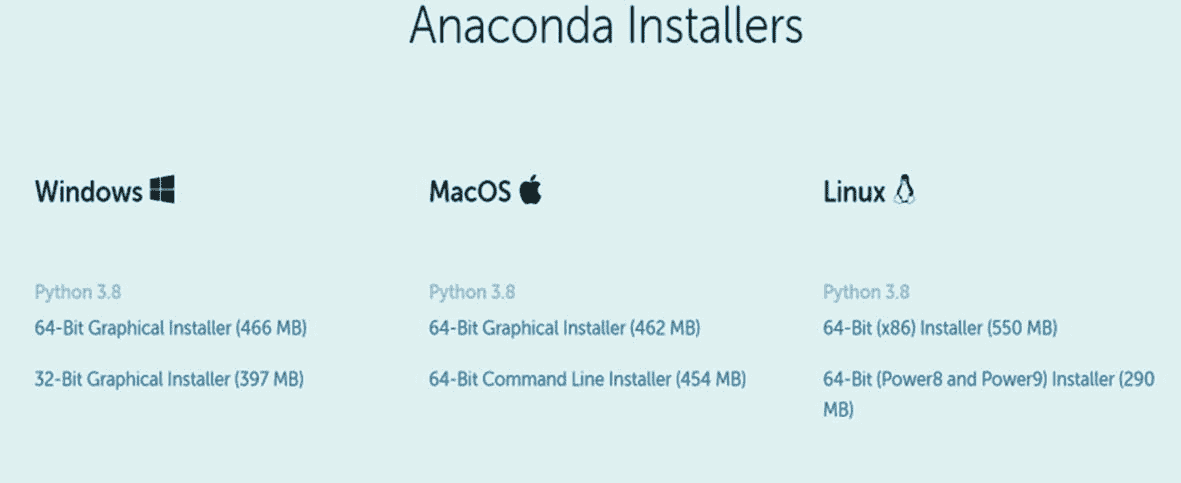 Anaconda Installers
Windows
MacOS
Linux
Python 3.8
64-Bit Graphical Installer (466 MB)
32-Bit Graphical Installer (397 MB)
Python 3.8
64-Bit Graphical Installer (462 MB)
64-Bit Command Line Installer (454 MB)
Python 3.8
64-Bit (x86) Installer (550 MB)
64-Bit (Power8 and Power9) Installer (290
MB)